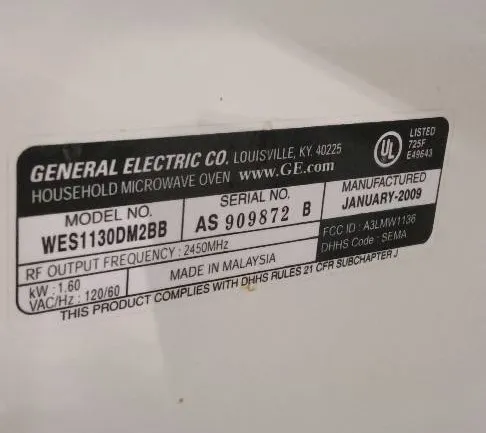 GENERAL ELECTRIC CO. LOUISVILLE, KY. 40225
HOUSEHOLD MICROWAVE OVEN www.GE.com
UL
LISTED
725F
E49643
MODEL NO.
WES1130DM2BB
SERIAL NO.
AS 909872 B
MANUFACTURED
JANUARY-2009
RF OUTPUT FREQUENCY : 2450MHz
FCC ID : A3LMW1136
DHHS Code : SEMA
kW : 1.60
VAC/Hz : 120/60
MADE IN MALAYSIA
THIS PRODUCT COMPLIES WITH DHHS RULES 21 CFR SUBCHAPTER J